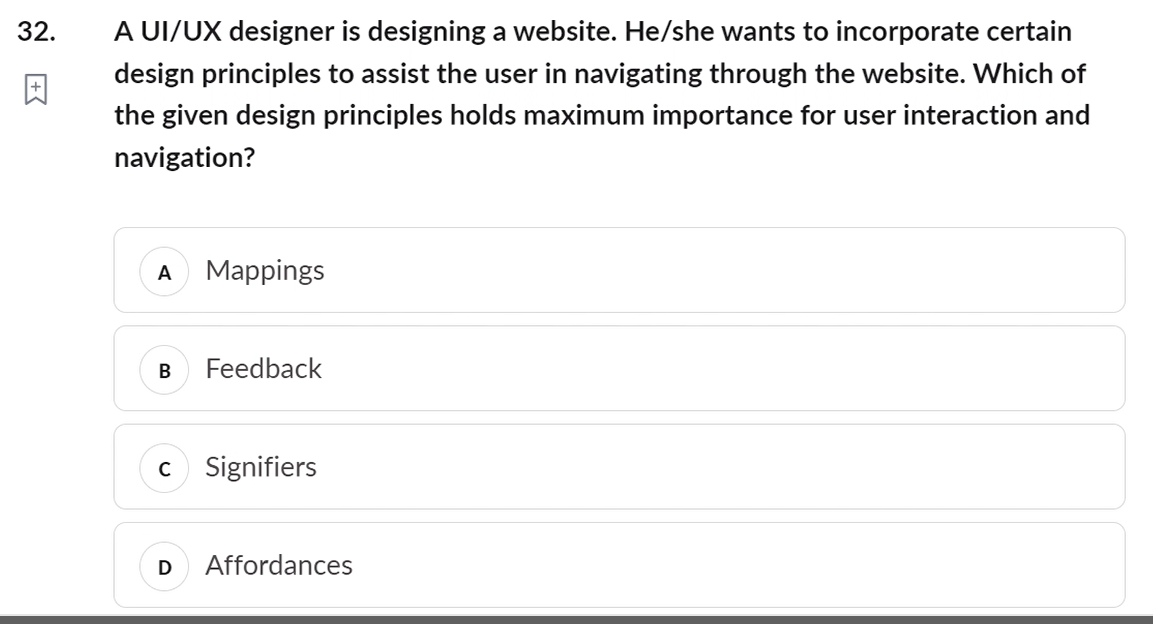 32. A UI/UX designer is designing a website. He/she wants to incorporate certain
design principles to assist the user in navigating through the website. Which of
the given design principles holds maximum importance for user interaction and
navigation?
A Mappings
B Feedback
C Signifiers
D Affordances